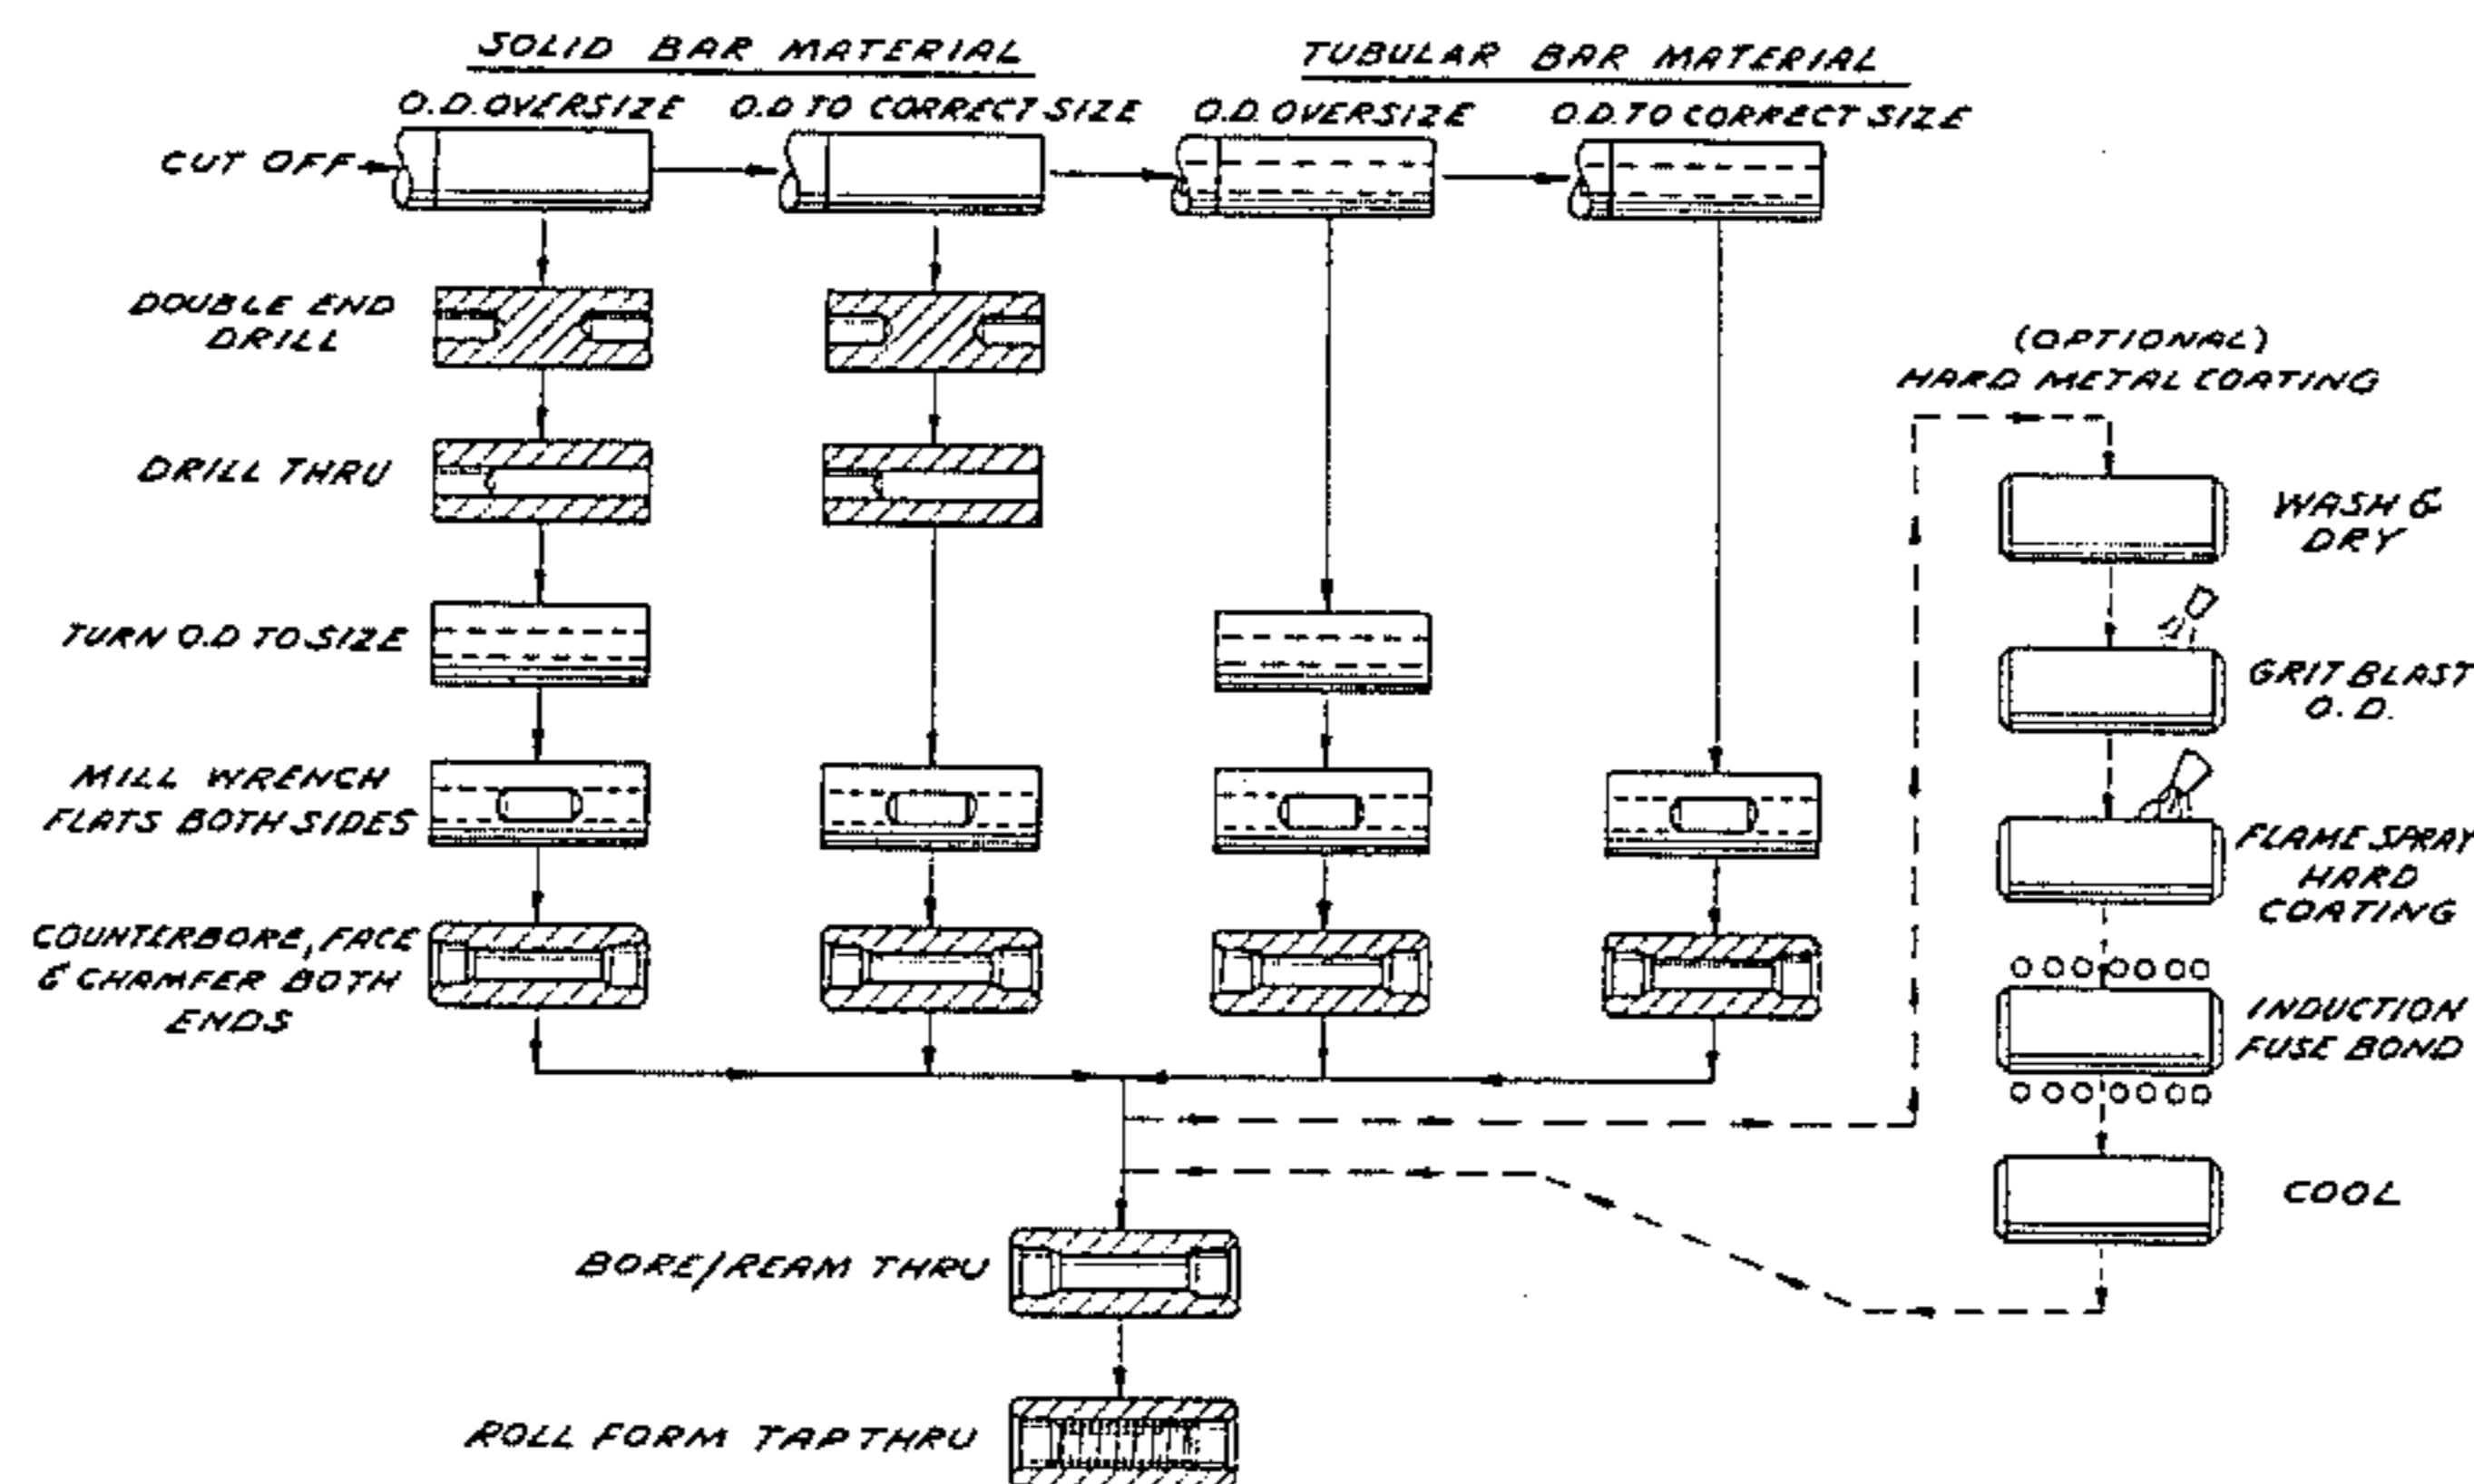 SOLID BAR MATERIAL
TUBULAR BAR MATERIAL
O.D. OVERSIZE
O.D TO CORRECT SIZE
O.D. OVERSIZE
O.D. TO CORRECT SIZE
CUT OFF
DOUBLE END
DRILL
DRILL THRU
TURN O.D TO SIZE
MILL WRENCH
FLATS BOTH SIDES
COUNTERBORE, FACE
& CHAMFER BOTH
ENDS
(OPTIONAL)
HARD METAL COATING
WASH &
DRY
GRIT BLAST
O.D.
FLAME SPRAY
HARD
COATING
INDUCTION
FUSE BOND
COOL
BORE/REAM THRU
ROLL FORM TAP THRU